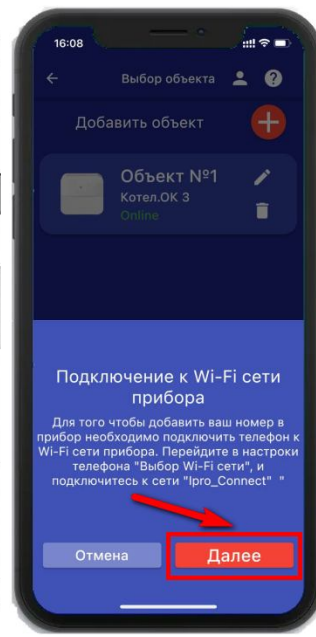 16:08
Выбор объекта
Добавить объект
Объект №1
Котел.ОК 3
Online
Подключение к Wi-Fi сети
прибора
Для того чтобы добавить ваш номер в
прибор необходимо подключить телефон к
Wi-Fi сети прибора. Перейдите в настроки
телефона "Выбор Wi-Fi сети", и
подключитесь к сети "Ipro_Connect" "
Отмена
Далее